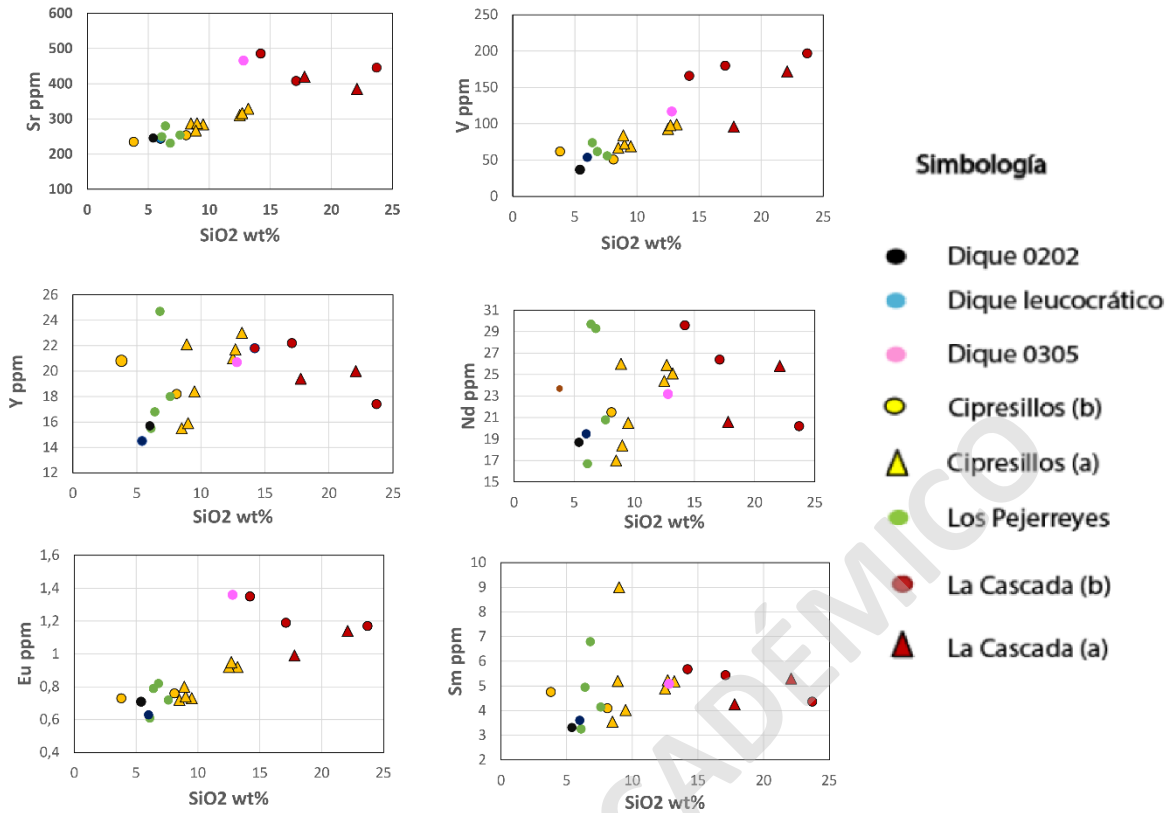 Sr ppm
600
500
400
300
200
100
0 5 10 15 20 25
SiO2 wt%
V ppm
250
200
150
100
50
0
0 5 10 15 20 25
SiO2 wt%
Y ppm
26
24
22
20
18
16
14
12
0 5 10 15 20 25
SiO2 wt%
Nd ppm
31
29
27
25
23
21
19
17
15
0 5 10 15 20 25
SiO2 wt%
Eu ppm
1,6
1,4
1,2
1
0,8
0,6
0,4
0 5 10 15 20 25
SiO2 wt%
Sm ppm
10
9
8
7
6
5
4
3
2
0 5 10 15 20 25
SiO2 wt%
Simbología
Dique 0202
Dique leucocrático
Dique 0305
Cipresillos (b)
Cipresillos (a)
Los Pejerreyes
La Cascada (b)
La Cascada (a)
CADÉMICO